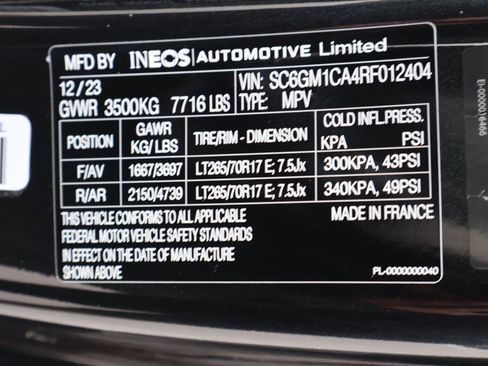 MFD BY INEOS AUTOMOTIVE Limited
12 / 23 VIN: SC6GM1CA4RF012404
GVWR 3500KG 7716 LBS TYPE: MPV
POSITION GAWR KG/LBS TIRE/RIM - DIMENSION COLD INFL.PRESS. KPA PSI
F/AV 1667/3697 LT265/70R17 E; 7.5Jx 300KPA, 43PSI
R/AR 2150/4739 LT265/70R17 E; 7.5Jx 340KPA, 49PSI
THIS VEHICLE CONFORMS TO ALL APPLICABLE MADE IN FRANCE
FEDERAL MOTOR VEHICLE SAFETY STANDARDS
IN EFFECT ON THE DATE OF MANUFACTURE
SHOWN ABOVE PL-0000000040
EI-0000016466